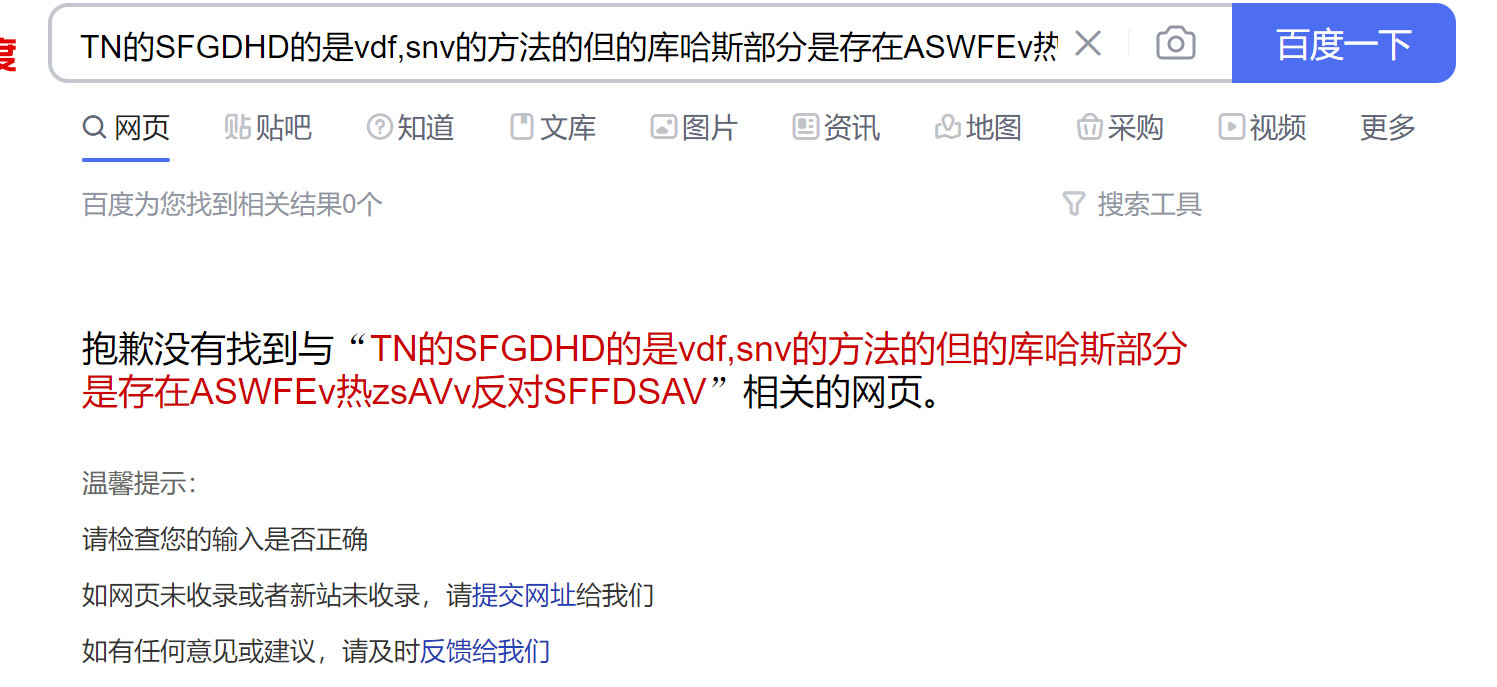 度
TN的SFGDHD的是vdf,snv的方法的但的库哈斯部分是存在ASWFEv热
百度一下
网页 贴贴吧 知道 文库 图片 资讯 地图 采购 视频 更多
百度为您找到相关结果0个 搜索工具
抱歉没有找到与“TN的SFGDHD的是vdf,snv的方法的但的库哈斯部分
是存在ASWFEv热zsAVv反对SFFDSAV”相关的网页。
温馨提示：
请检查您的输入是否正确
如网页未收录或者新站未收录，请提交网址给我们
如有任何意见或建议，请及时反馈给我们